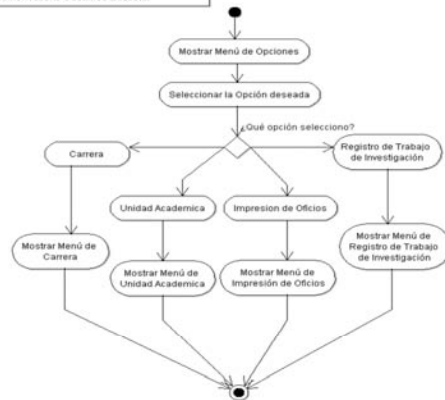 Mostrar Menú de Opciones
Seleccionar la Opción deseada
¿Qué opción selecciono?
Carrera
Registro de Trabajo
de Investigación
Unidad Academica
Impresion de Oficios
Mostrar Menú de
Carrera
Mostrar Menú de
Unidad Academica
Mostrar Menú de
Impresión de Oficios
Mostrar Menú de
Registro de Trabajo
de Investigación